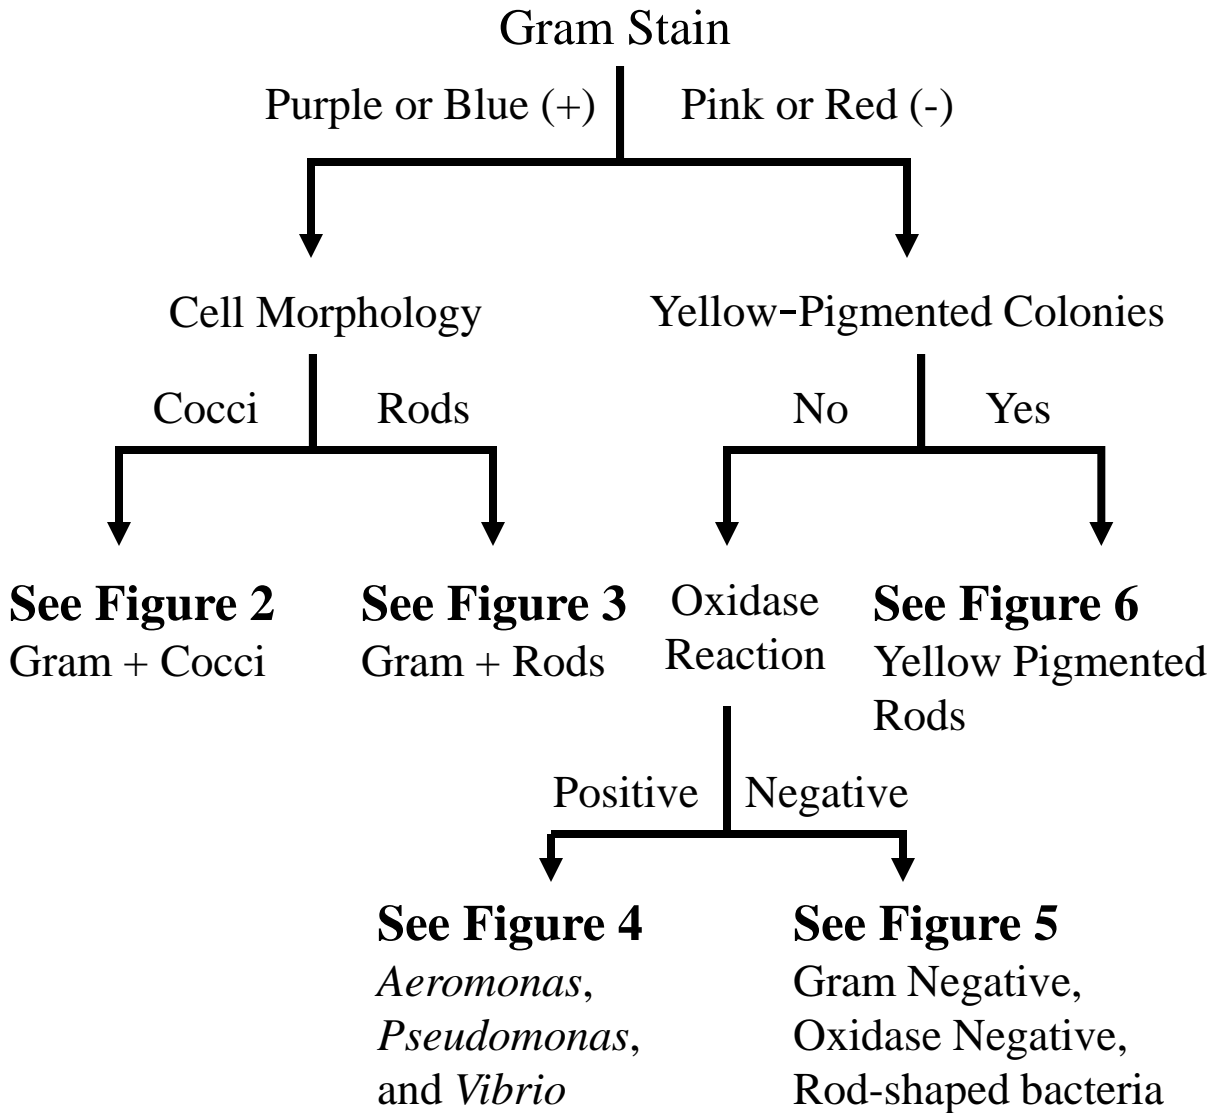 Gram Stain
Purple or Blue (+)
Pink or Red (-)
Cell Morphology
Yellow-Pigmented Colonies
Cocci
Rods
No
Yes
See Figure 2
Gram + Cocci
See Figure 3
Gram + Rods
Oxidase
Reaction
See Figure 6
Yellow Pigmented
Rods
Positive
Negative
See Figure 4
Aeromonas,
Pseudomonas,
and Vibrio
See Figure 5
Gram Negative,
Oxidase Negative,
Rod-shaped bacteria